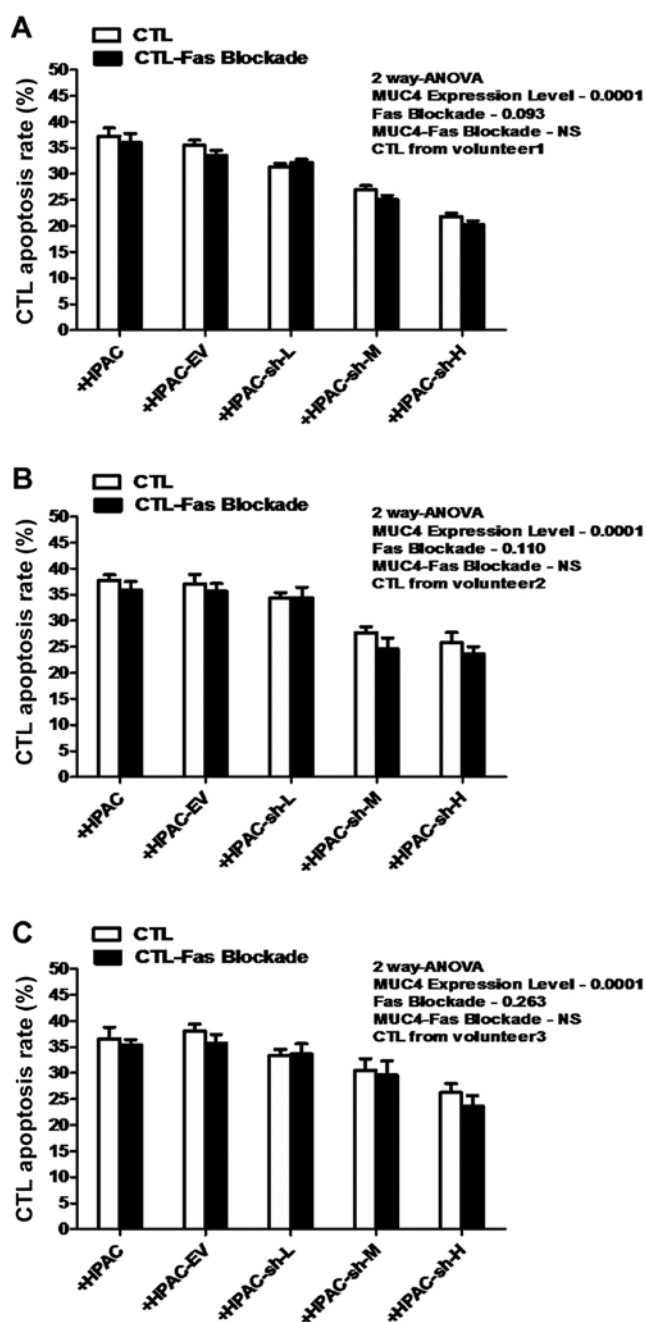 A
CTL
CTL-Fas Blockade
2 way-ANOVA
MUC4 Expression Level - 0.0001
Fas Blockade - 0.093
MUC4-Fas Blockade - NS
CTL from volunteer1
CTL apoptosis rate (%)
50
45
40
35
30
25
20
15
10
5
0
+HPAC
+HPAC-EV
+HPAC-sh-L
+HPAC-sh-M
+HPAC-sh-H
B
CTL
CTL-Fas Blockade
2 way-ANOVA
MUC4 Expression Level - 0.0001
Fas Blockade - 0.110
MUC4-Fas Blockade - NS
CTL from volunteer2
CTL apoptosis rate (%)
50
45
40
35
30
25
20
15
10
5
0
+HPAC
+HPAC-EV
+HPAC-sh-L
+HPAC-sh-M
+HPAC-sh-H
C
CTL
CTL-Fas Blockade
2 way-ANOVA
MUC4 Expression Level - 0.0001
Fas Blockade - 0.263
MUC4-Fas Blockade - NS
CTL from volunteer3
CTL apoptosis rate (%)
50
45
40
35
30
25
20
15
10
5
0
+HPAC
+HPAC-EV
+HPAC-sh-L
+HPAC-sh-M
+HPAC-sh-H